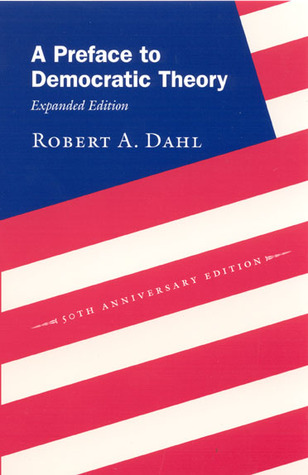 A Preface to
Democratic Theory
Expanded Edition
ROBERT A. DAHL
50TH ANNIVERSARY EDITION